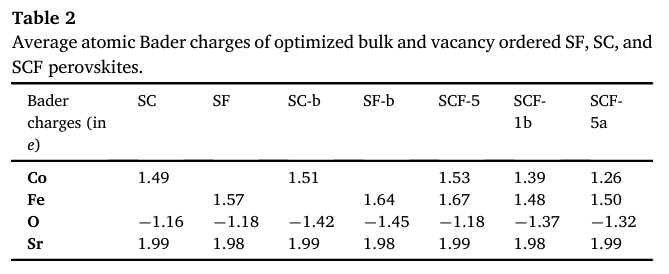 Table 2
Average atomic Bader charges of optimized bulk and vacancy ordered SF, SC, and
SCF perovskites.
Bader SC SF SC-b SF-b SCF-5 SCF- SCF-
charges (in 1b 5a
e)
Co 1.49 1.51 1.53 1.39 1.26
Fe 1.57 1.64 1.67 1.48 1.50
O −1.16 −1.18 −1.42 −1.45 −1.18 −1.37 −1.32
Sr 1.99 1.98 1.99 1.98 1.99 1.98 1.99